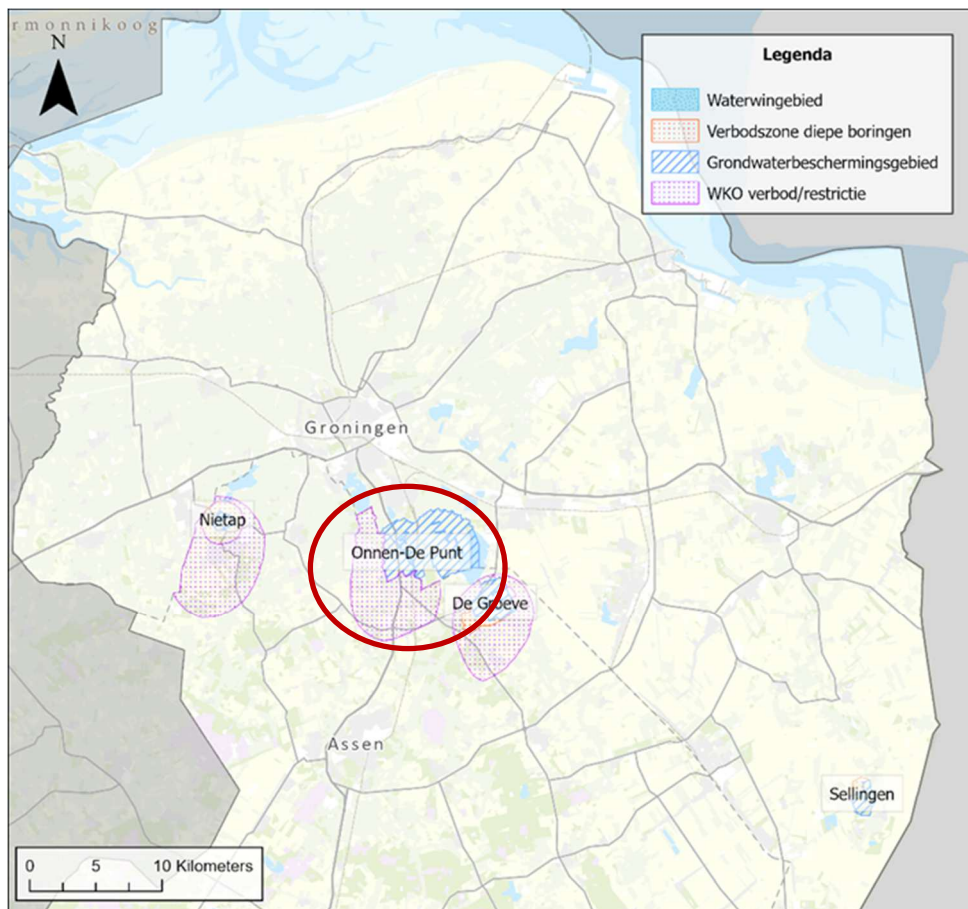 rmonnikoog
N
Legenda
Waterwingebied
Verbodszone diepe boringen
Grondwaterbeschermingsgebied
WKO verbod/restrictie
Groningen
Nietap
Onnen-De Punt
De Groeve
Assen
Sellingen
0 5 10 Kilometers